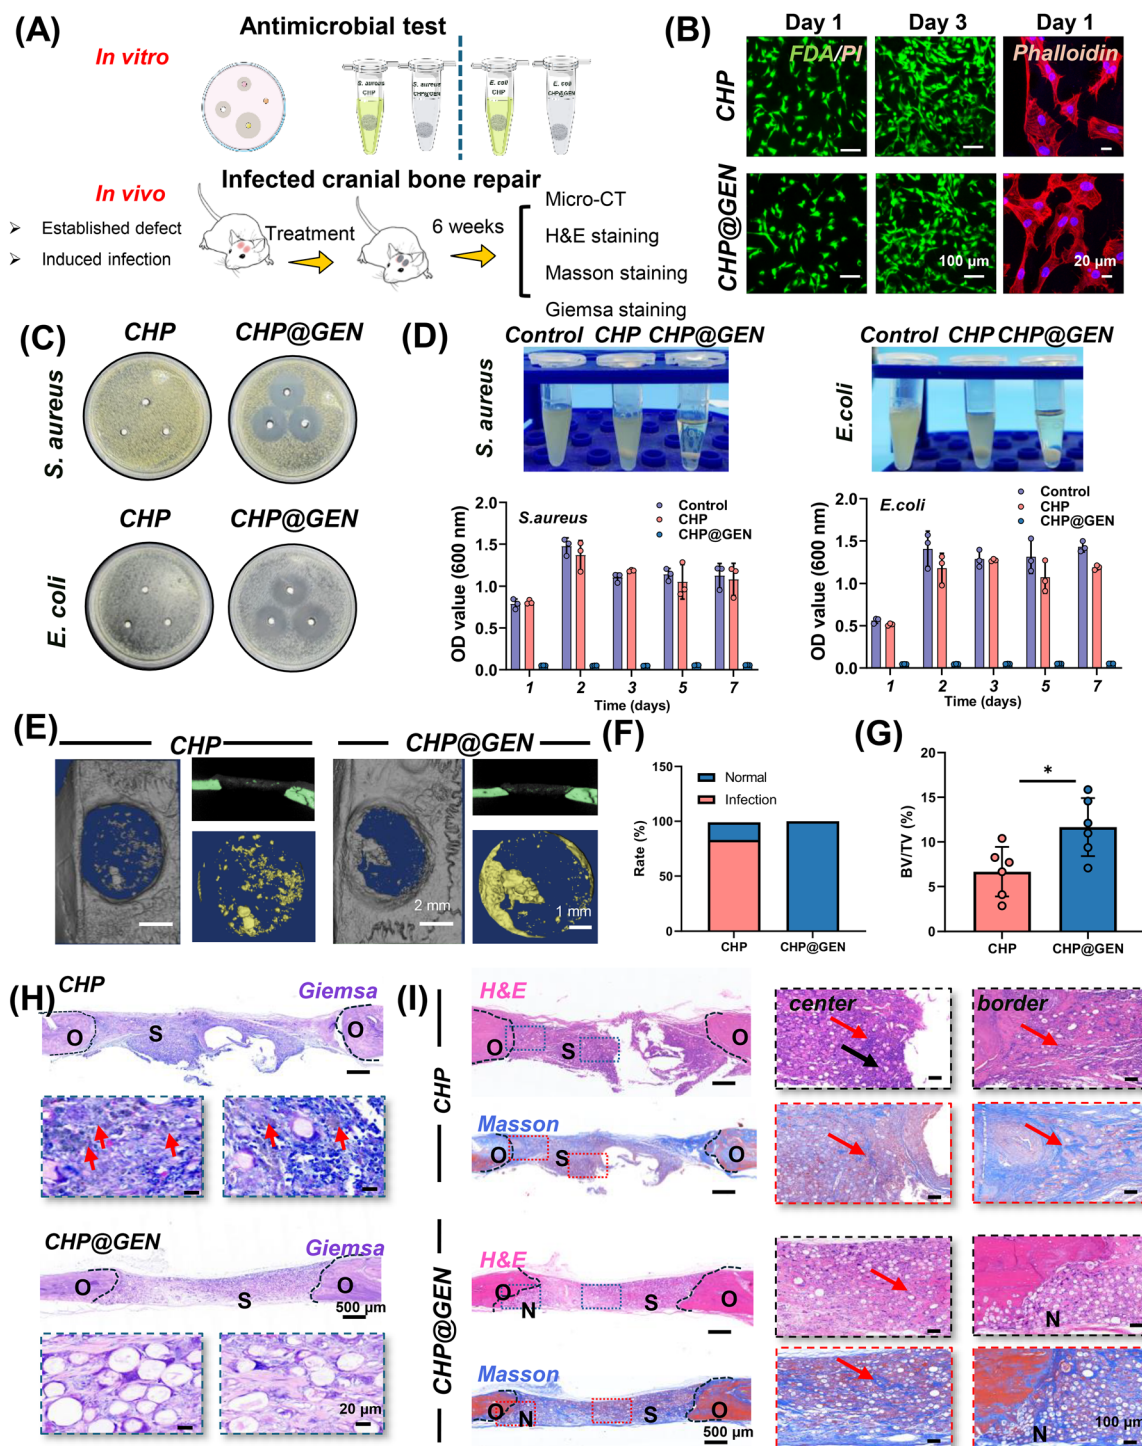 (A)
Antimicrobial test
In vitro
S. aureus
CHP
S. aureus
CHP@GEN
E. coli
CHP
E. coli
CHP@GEN
In vivo
Infected cranial bone repair
➢ Established defect
➢ Induced infection
Treatment
6 weeks
Micro-CT
H&E staining
Masson staining
Giemsa staining
(B)
Day 1
Day 3
Day 1
FDA/PI
Phalloidin
CHP
CHP@GEN
100 μm
20 μm
(C)
CHP
CHP@GEN
S. aureus
CHP
CHP@GEN
E. coli
(D)
Control CHP CHP@GEN
S. aureus
Control CHP CHP@GEN
E.coli
S.aureus
Control
CHP
CHP@GEN
OD value (600 nm)
2.0
1.5
1.0
0.5
0.0
1 2 3 5 7
Time (days)
E.coli
Control
CHP
CHP@GEN
OD value (600 nm)
2.0
1.5
1.0
0.5
0.0
1 2 3 5 7
Time (days)
(E)
CHP
CHP@GEN
2 mm
1 mm
(F)
Normal
Infection
Rate (%)
150
100
50
0
CHP CHP@GEN
(G)
*
BV/TV (%)
20
15
10
5
0
CHP CHP@GEN
(H)
CHP
Giemsa
O
S
O
CHP@GEN
Giemsa
O
S
O
500 μm
20 μm
(I)
CHP
H&E
O
S
O
center
border
Masson
O
S
O
CHP@GEN
H&E
O
N
S
O
N
Masson
O
N
S
O
500 μm
N
100 μm